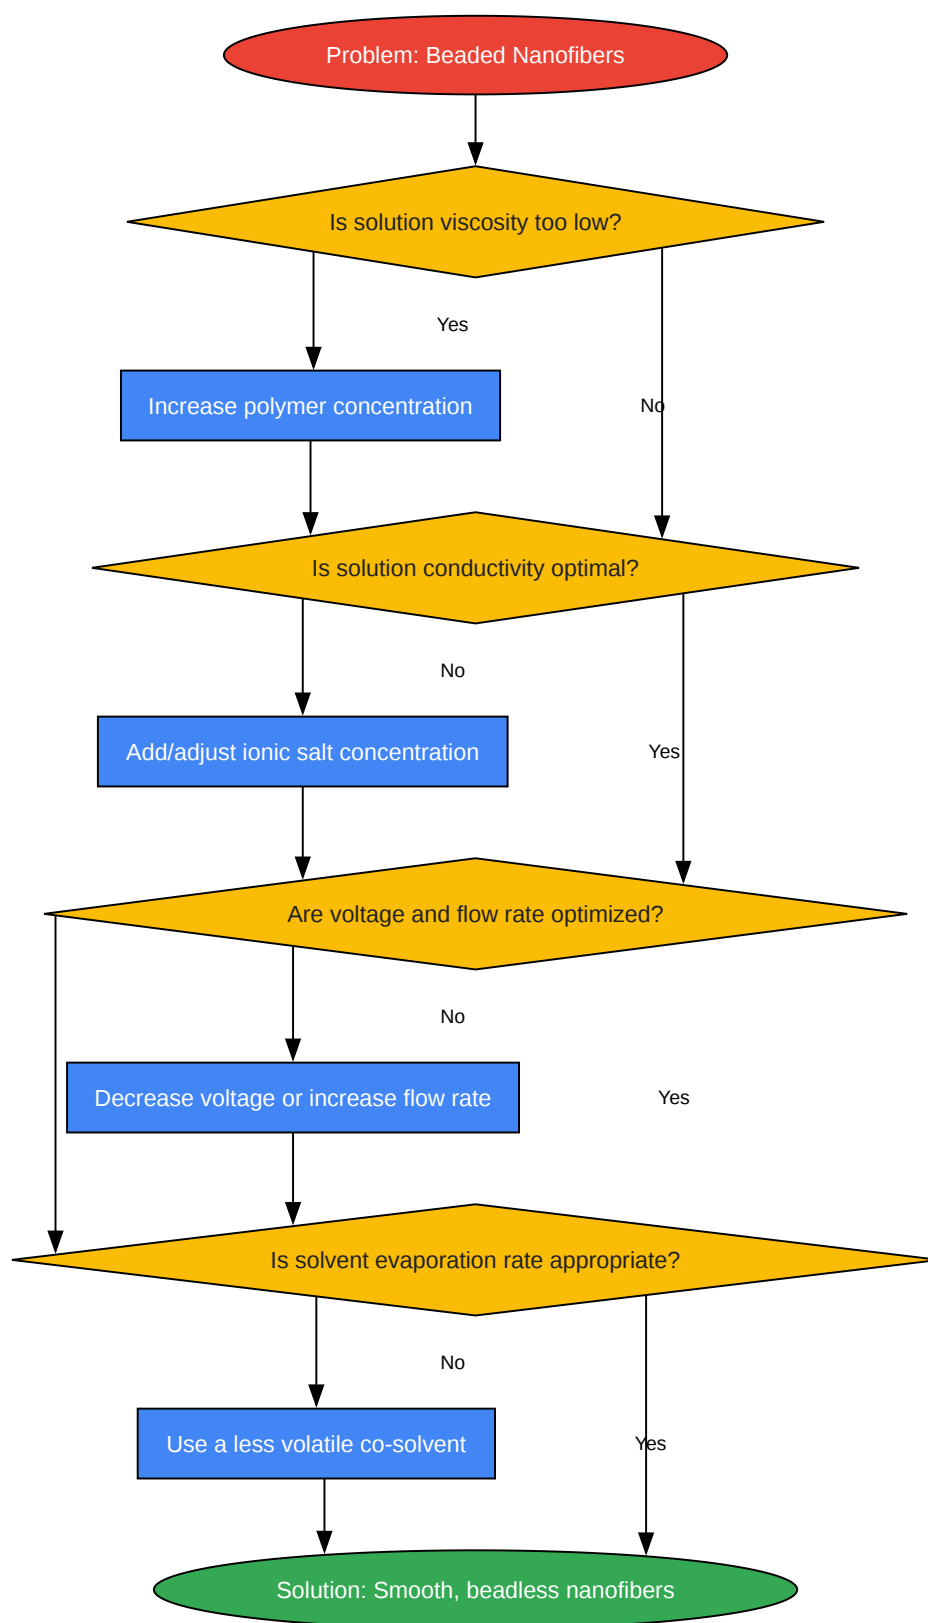 Problem: Beaded Nanofibers
Is solution viscosity too low?
Yes
Increase polymer concentration
No
Is solution conductivity optimal?
No
Add/adjust ionic salt concentration
Yes
Are voltage and flow rate optimized?
No
Decrease voltage or increase flow rate
Yes
Is solvent evaporation rate appropriate?
No
Use a less volatile co-solvent
Yes
Solution: Smooth, beadless nanofibers